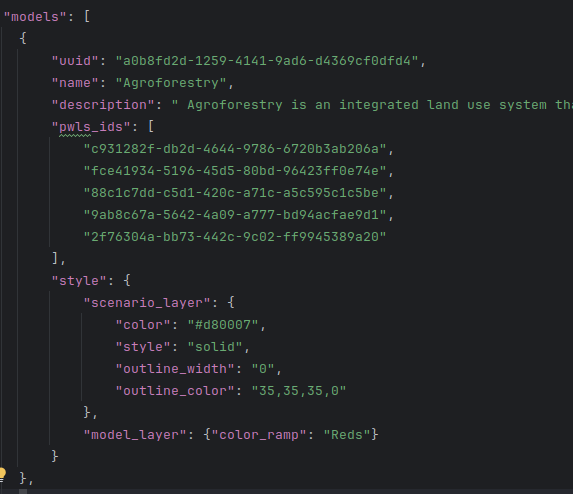 "models": [
{
"uuid": "a0b8fd2d-1259-4141-9ad6-d4369cf0dfd4",
"name": "Agroforestry",
"description": " Agroforestry is an integrated land use system tha
"pwls_ids": [
"c931282f-db2d-4644-9786-6720b3ab206a",
"fce41934-5196-45d5-80bd-96423ff0e74e",
"88c1c7dd-c5d1-420c-a71c-a5c595c1c5be",
"9ab8c67a-5642-4a09-a777-bd94acfae9d1",
"2f76304a-bb73-442c-9c02-ff9945389a20"
],
"style": {
"scenario_layer": {
"color": "#d80007",
"style": "solid",
"outline_width": "0",
"outline_color": "35,35,35,0"
},
"model_layer": {"color_ramp": "Reds"}
}
},